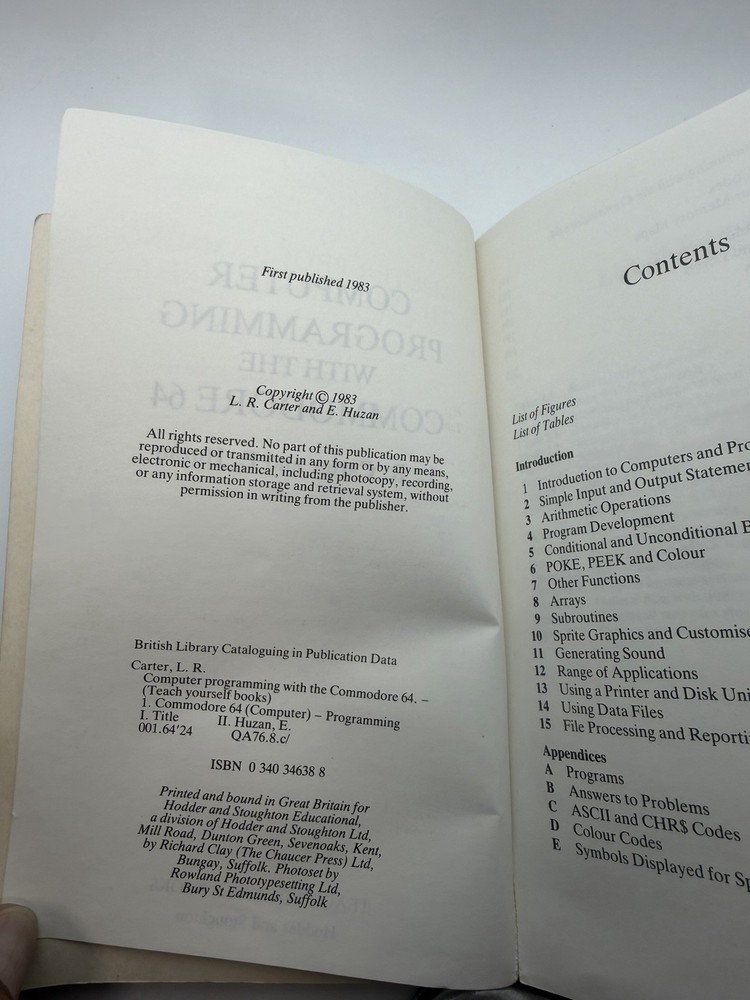 First published 1983
Copyright © 1983
L. R. Carter and E. Huzan
All rights reserved. No part of this publication may be
reproduced or transmitted in any form or by any means,
electronic or mechanical, including photocopy, recording,
or any information storage and retrieval system, without
permission in writing from the publisher.
British Library Cataloguing in Publication Data
Carter, L. R.
Computer programming with the Commodore 64. –
(Teach yourself books)
1. Commodore 64 (Computer) – Programming
I. Title II. Huzan, E.
001.64'24 QA76.8.c/
ISBN 0 340 34638 8
Printed and bound in Great Britain for
Hodder and Stoughton Educational,
a division of Hodder and Stoughton Ltd,
Mill Road, Dunton Green, Sevenoaks, Kent,
by Richard Clay (The Chaucer Press) Ltd,
Bungay, Suffolk. Photoset by
Rowland Phototypesetting Ltd,
Bury St Edmunds, Suffolk
Contents
List of Figures
List of Tables
Introduction
1 Introduction to Computers and Pro
2 Simple Input and Output Statemen
3 Arithmetic Operations
4 Program Development
5 Conditional and Unconditional B
6 POKE, PEEK and Colour
7 Other Functions
8 Arrays
9 Subroutines
10 Sprite Graphics and Customise
11 Generating Sound
12 Range of Applications
13 Using a Printer and Disk Uni
14 Using Data Files
15 File Processing and Reporti
Appendices
A Programs
B Answers to Problems
C ASCII and CHR$ Codes
D Colour Codes
E Symbols Displayed for Sp